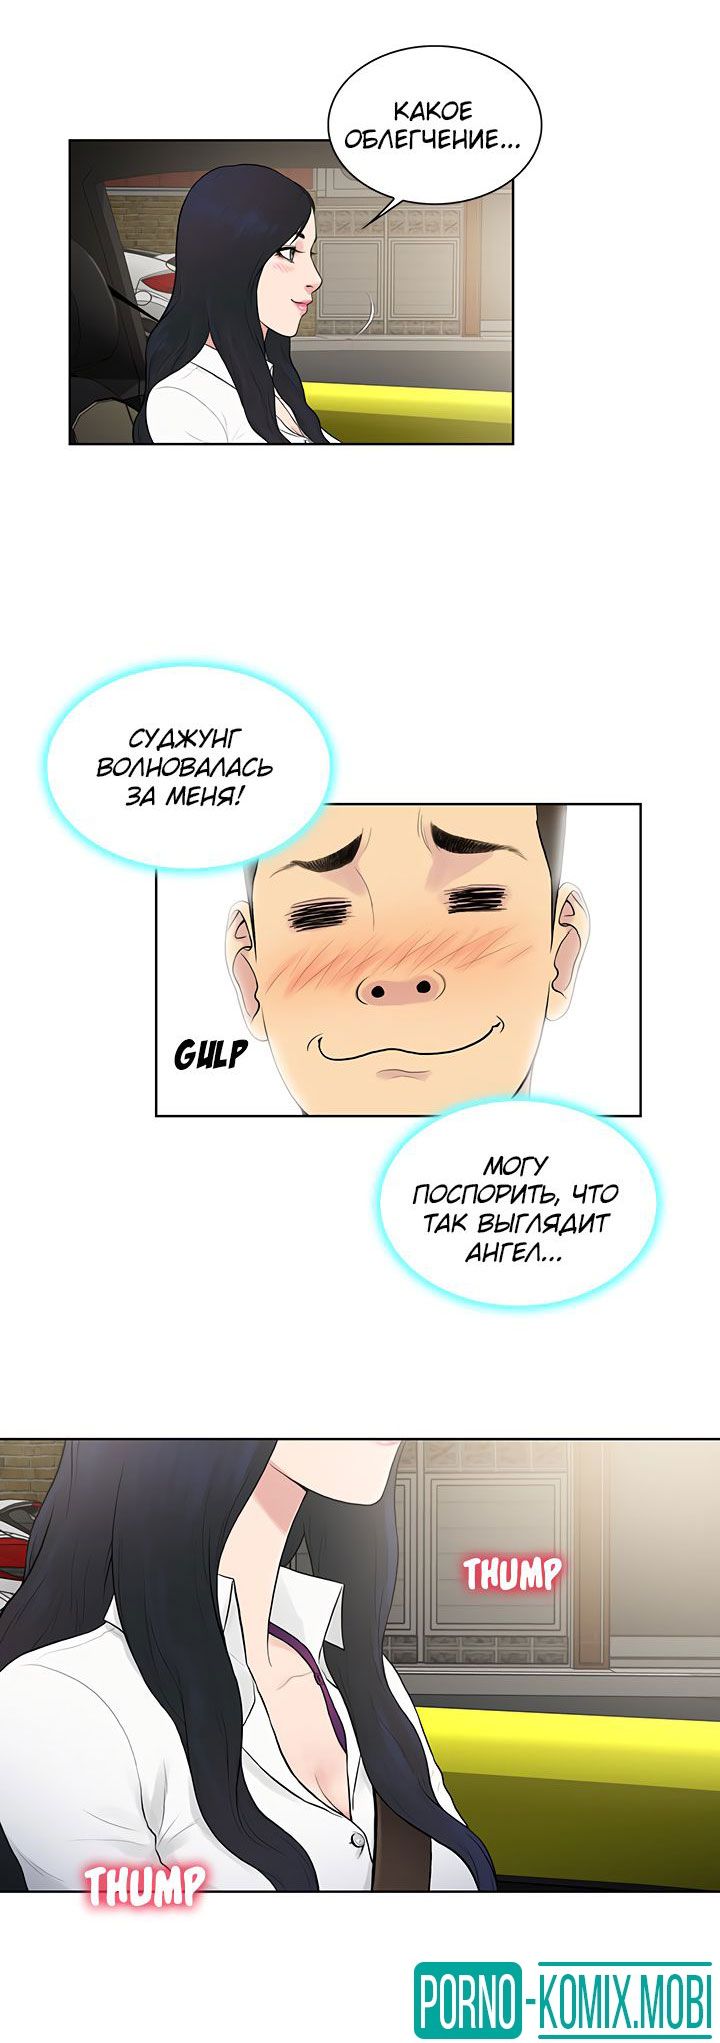 КАКОЕ
ОБЛЕГЧЕНИЕ...
СУДЖУНГ
ВОЛНОВАЛАСЬ
ЗА МЕНЯ!
GULP
МОГУ
ПОСПОРИТЬ, ЧТО
ТАК ВЫГЛЯДИТ
АНГЕЛ...
THUMP
THUMP
PORNO-KOMIX.MOBI